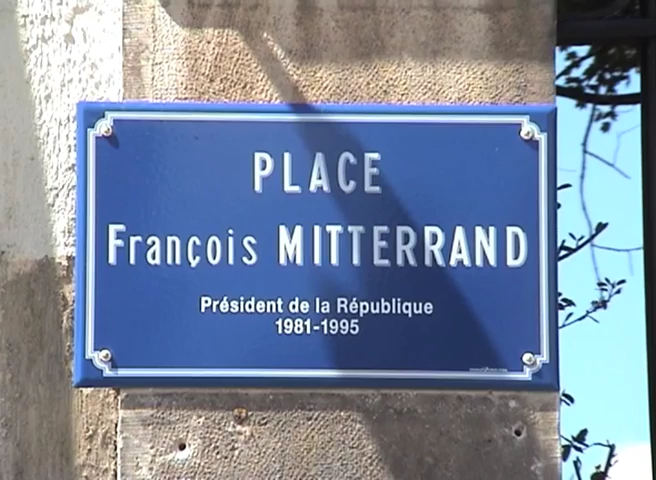 PLACE
François MITTERRAND
Président de la République
1981-1995